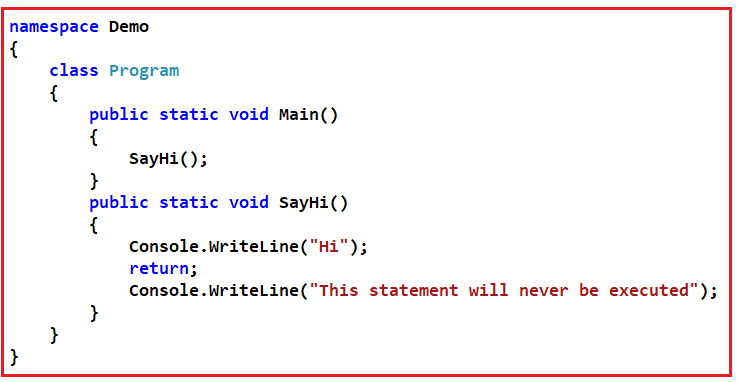 namespace Demo
{
    class Program
    {
        public static void Main()
        {
            SayHi();
        }
        public static void SayHi()
        {
            Console.WriteLine("Hi");
            return;
            Console.WriteLine("This statement will never be executed");
        }
    }
}